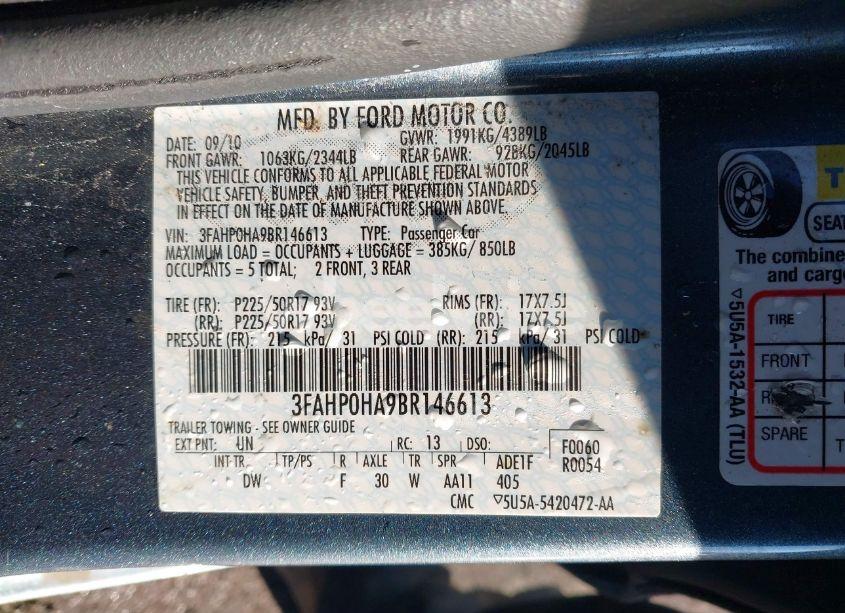 MFD. BY FORD MOTOR CO.
DATE: 09/10 GVWR: 1991KG/4389LB
FRONT GAWR: 1063KG/2344LB REAR GAWR: 928KG/2045LB
THIS VEHICLE CONFORMS TO ALL APPLICABLE FEDERAL MOTOR
VEHICLE SAFETY, BUMPER, AND THEFT PREVENTION STANDARDS
IN EFFECT ON THE DATE OF MANUFACTURE SHOWN ABOVE.
VIN: 3FAHP0HA9BR146613 TYPE: Passenger Car
MAXIMUM LOAD = OCCUPANTS + LUGGAGE = 385KG/ 850LB
OCCUPANTS = 5 TOTAL; 2 FRONT, 3 REAR
TIRE (FR): P225/50R17 93V RIMS (FR): 17X7.5J
(RR): P225/50R17 93V (RR): 17X7.5J
PRESSURE (FR): 215 kPa/ 31 PSI COLD (RR): 215 kPa/ 31 PSI COLD
3FAHP0HA9BR146613
TRAILER TOWING - SEE OWNER GUIDE
EXT PNT: UN RC: 13 DSO: F0060
R0054
INT TR TP/PS R AXLE TR SPR ADE1F
DW F 30 W AA11 405
CMC ▽5U5A-5420472-AA
T
SEAT
The combine
and cargo
TIRE
FRONT
R
SPARE T
▽5U5A-1532-AA (TLU)